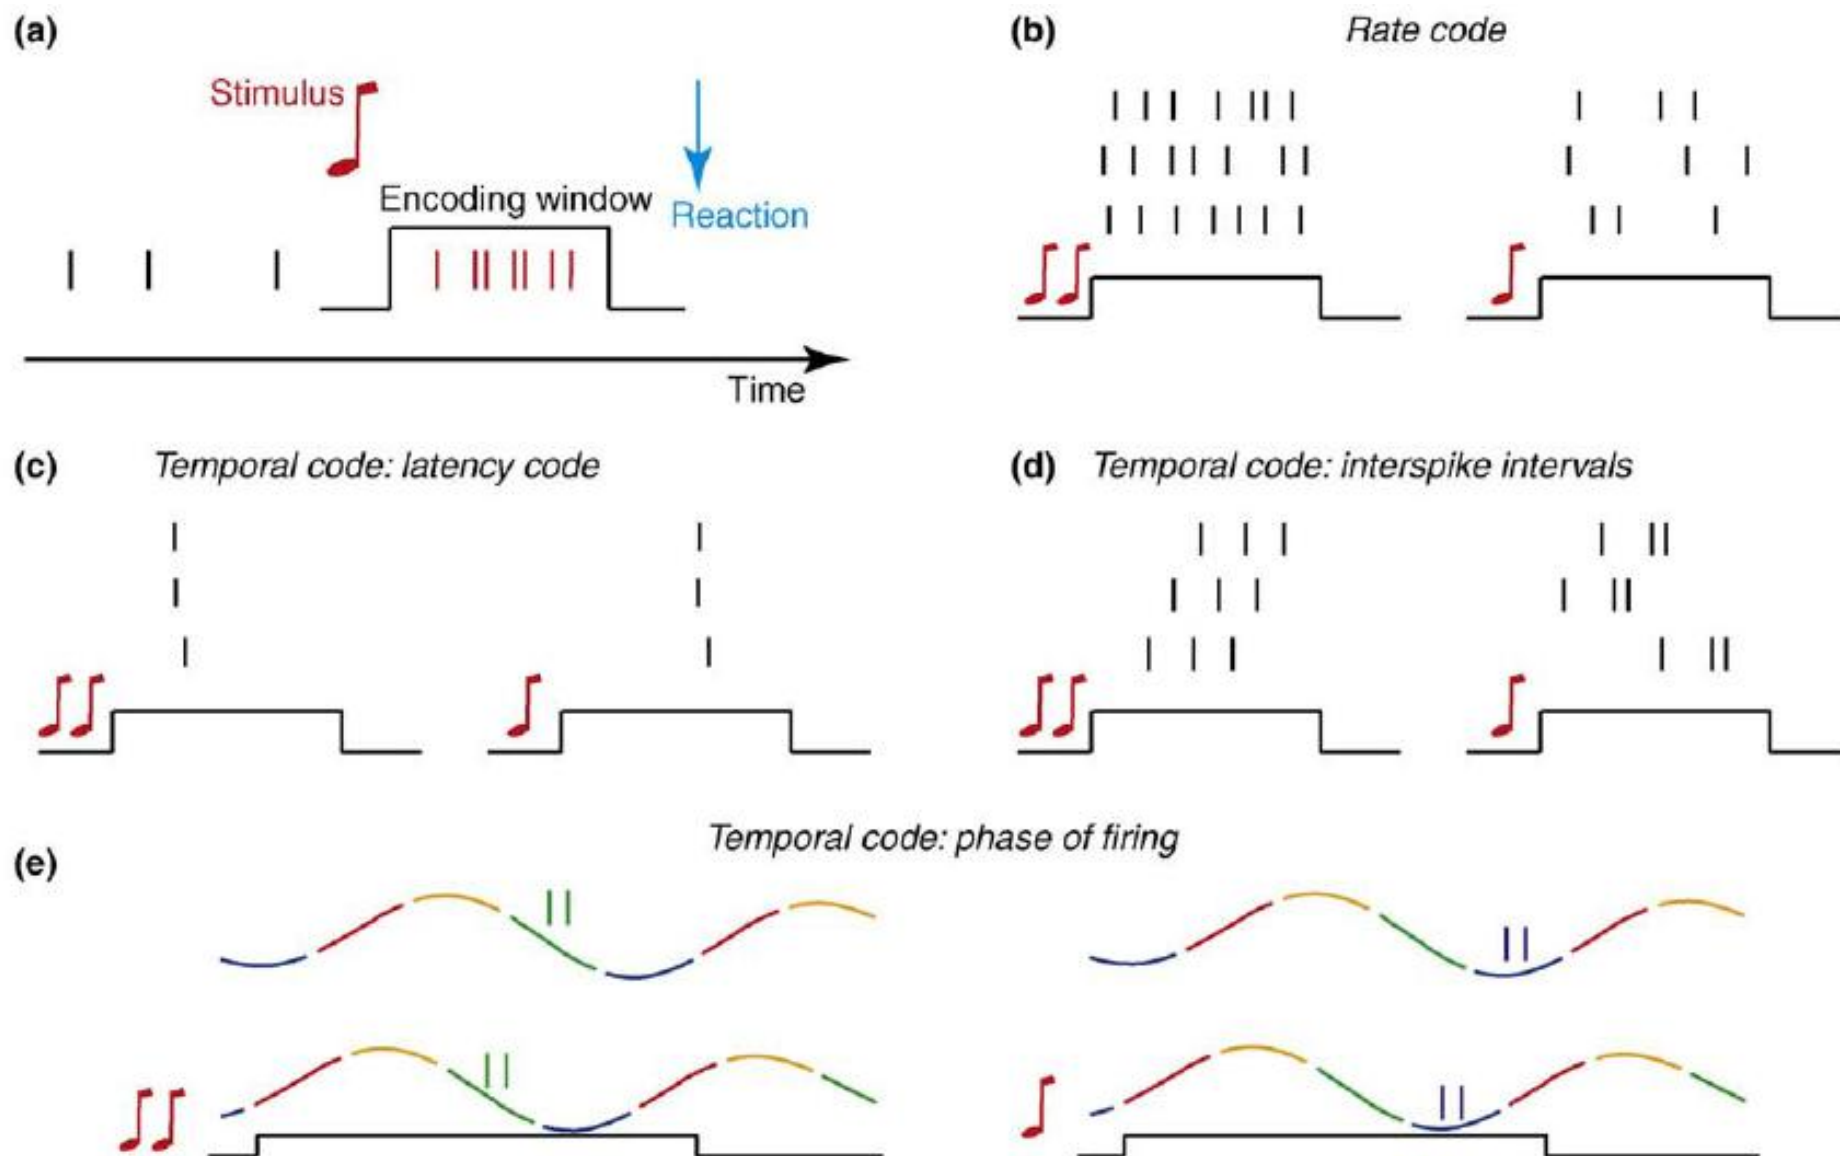 (a)
Stimulus
Encoding window
Reaction
Time
(b) Rate code
(c) Temporal code: latency code
(d) Temporal code: interspike intervals
Temporal code: phase of firing
(e)